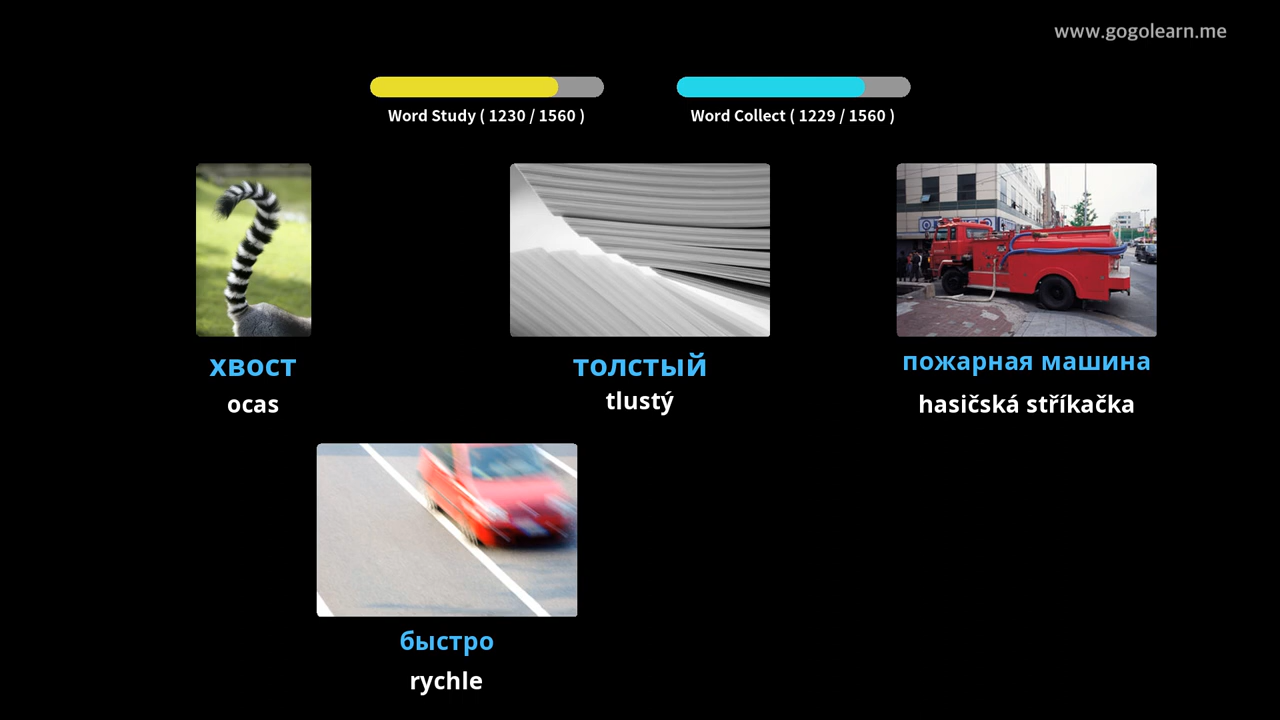 www.gogolearn.me
Word Study ( 1230 / 1560 )
Word Collect ( 1229 / 1560 )
хвост
ocas
толстый
tlustý
пожарная машина
hasičská stříkačka
быстро
rychle